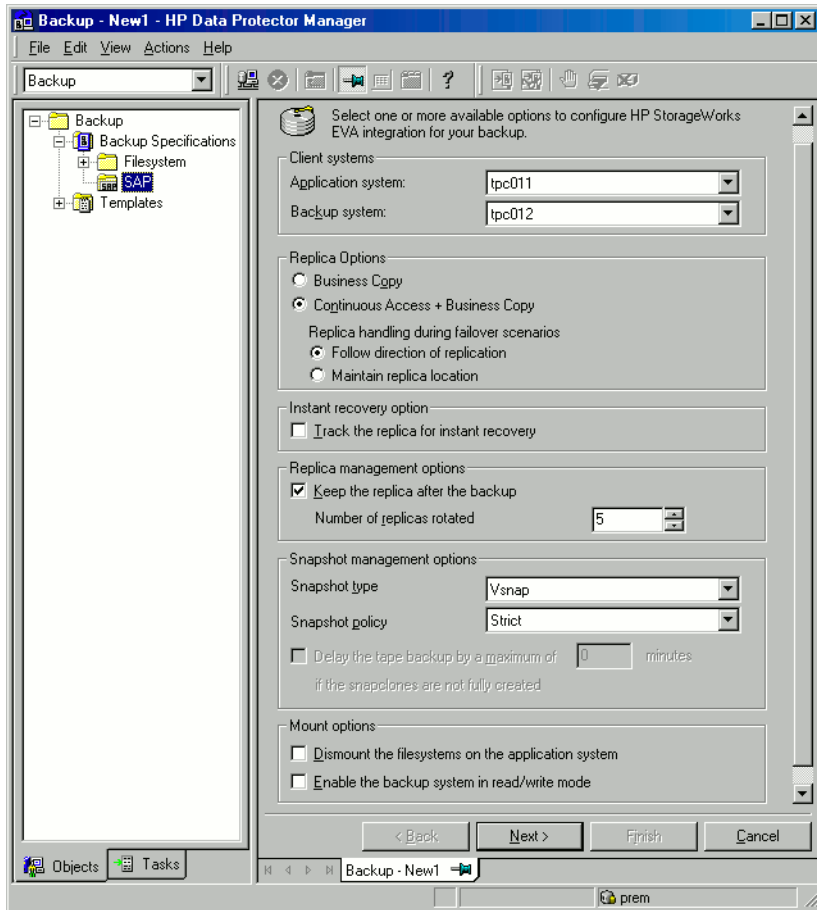 Backup - New1 - HP Data Protector Manager
File Edit View Actions Help
Backup
Backup
Backup Specifications
Filesystem
SAP
Templates
Select one or more available options to configure HP StorageWorks
EVA integration for your backup.
Client systems
Application system: tpc011
Backup system: tpc012
Replica Options
Business Copy
Continuous Access + Business Copy
Replica handling during failover scenarios
Follow direction of replication
Maintain replica location
Instant recovery option
Track the replica for instant recovery
Replica management options
Keep the replica after the backup
Number of replicas rotated 5
Snapshot management options
Snapshot type Vsnap
Snapshot policy Strict
Delay the tape backup by a maximum of 0 minutes
if the snapclones are not fully created
Mount options
Dismount the filesystems on the application system
Enable the backup system in read/write mode
< Back Next > Finish Cancel
Objects Tasks
Backup - New1
prem